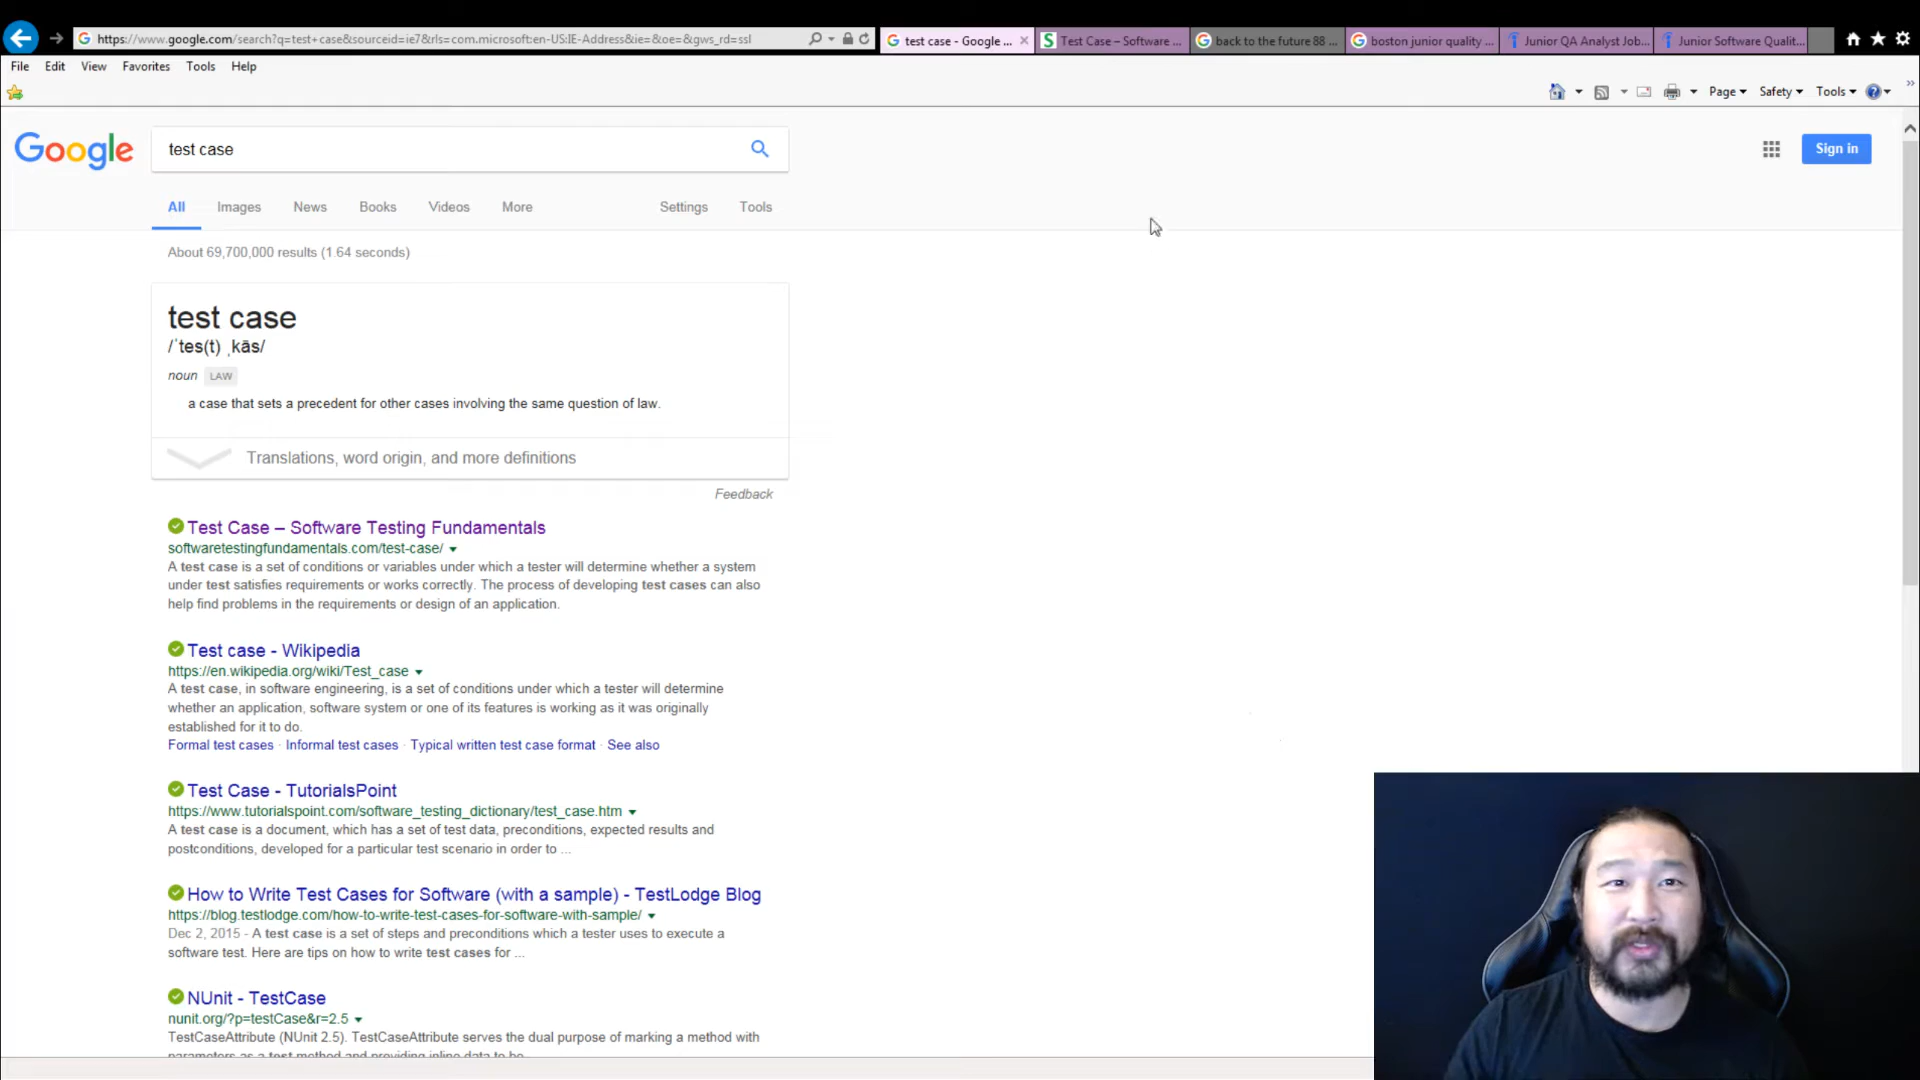 https://www.google.com/search?q=test+case&sourceid=ie7&rls=com.microsoft:en-US:IE-Address&ie=&oe=&gws_rd=ssl
test case - Google ...
Test Case – Software ...
back to the future 88 ...
boston junior quality ...
Junior QA Analyst Job...
Junior Software Qualit...
File Edit View Favorites Tools Help
Page Safety Tools
Google
test case
Sign in
All Images News Books Videos More Settings Tools
About 69,700,000 results (1.64 seconds)
test case
/ˈtes(t) ˌkās/
noun LAW
a case that sets a precedent for other cases involving the same question of law.
Translations, word origin, and more definitions
Feedback
Test Case – Software Testing Fundamentals
softwaretestingfundamentals.com/test-case/
A test case is a set of conditions or variables under which a tester will determine whether a system
under test satisfies requirements or works correctly. The process of developing test cases can also
help find problems in the requirements or design of an application.
Test case - Wikipedia
https://en.wikipedia.org/wiki/Test_case
A test case, in software engineering, is a set of conditions under which a tester will determine
whether an application, software system or one of its features is working as it was originally
established for it to do.
Formal test cases · Informal test cases · Typical written test case format · See also
Test Case - TutorialsPoint
https://www.tutorialspoint.com/software_testing_dictionary/test_case.htm
A test case is a document, which has a set of test data, preconditions, expected results and
postconditions, developed for a particular test scenario in order to ...
How to Write Test Cases for Software (with a sample) - TestLodge Blog
https://blog.testlodge.com/how-to-write-test-cases-for-software-with-sample/
Dec 2, 2015 - A test case is a set of steps and preconditions which a tester uses to execute a
software test. Here are tips on how to write test cases for ...
NUnit - TestCase
nunit.org/?p=testCase&r=2.5
TestCaseAttribute (NUnit 2.5). TestCaseAttribute serves the dual purpose of marking a method with
parameters as a test method and providing inline data to be